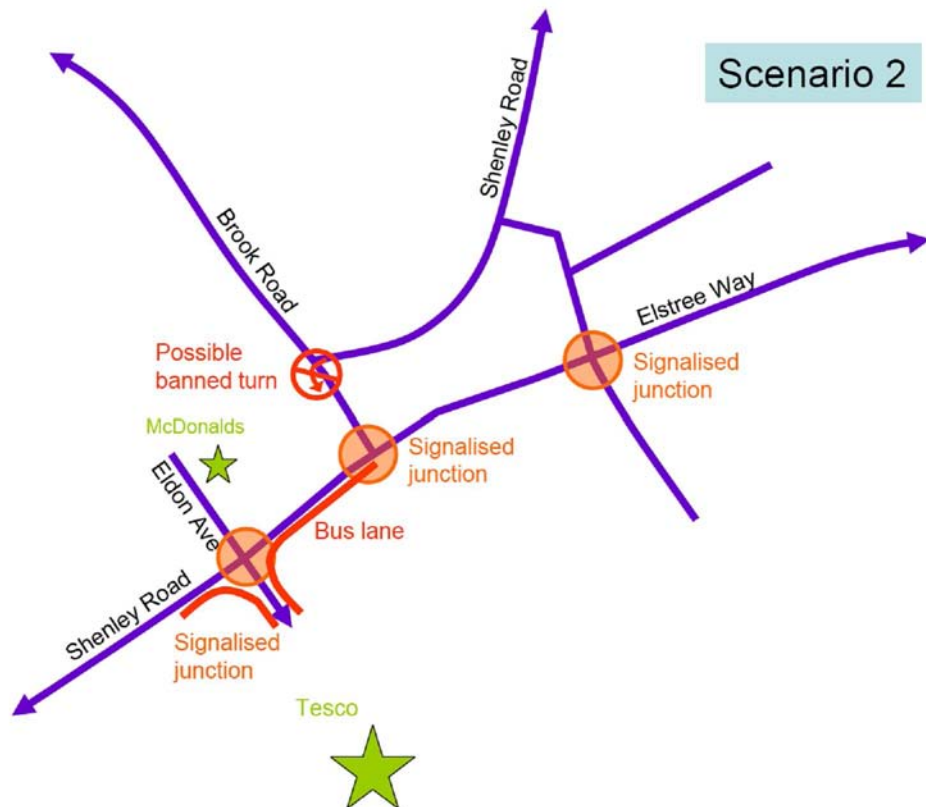 Scenario 2
Shenley Road
Brook Road
Elstree Way
Possible
banned turn
Signalised
junction
McDonalds
Signalised
junction
Eldon Ave
Bus lane
Shenley Road
Signalised
junction
Tesco